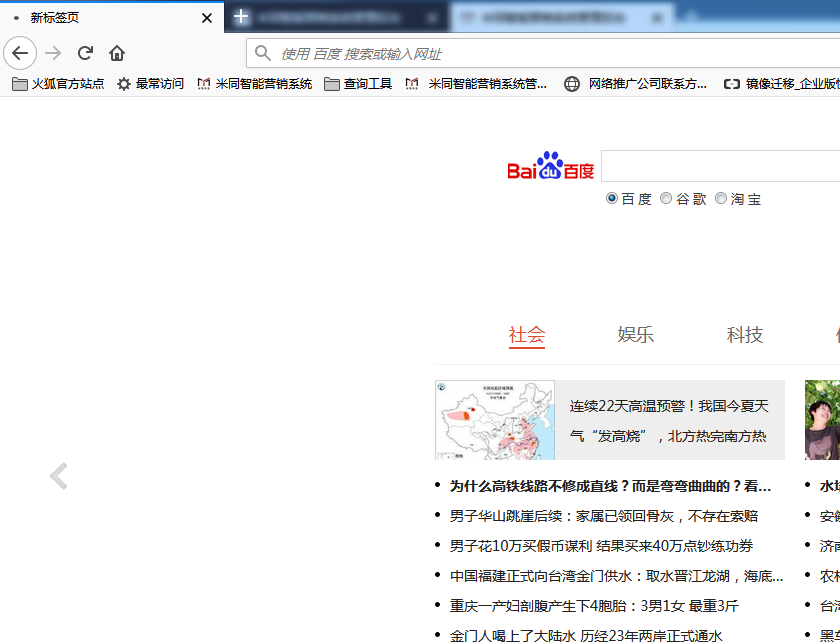 新标签页
使用 百度 搜索或输入网址
火狐官方站点 最常访问 米同智能营销系统 查询工具 米同智能营销系统管... 网络推广公司联系方... 镜像迁移_企业版
Bai du 百度
百度 谷歌 淘宝
社会 娱乐 科技
连续22天高温预警！我国今夏天
气“发高烧”，北方热完南方热
为什么高铁线路不修成直线？而是弯弯曲曲的？看...
男子华山跳崖后续：家属已领回骨灰，不存在索赔
安
男子花10万买假币谋利 结果买来40万点钞练功券
济
中国福建正式向台湾金门供水：取水晋江龙湖，海底...
农
重庆一产妇剖腹产生下4胞胎：3男1女 最重3斤
台
金门人喝上了大陆水 历经23年两岸正式通水